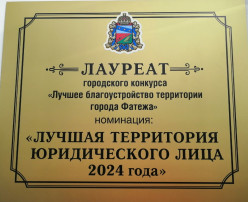 ЛАУРЕАТ
городского конкурса
«Лучшее благоустройство территории
города Фатежа»
номинация:
«ЛУЧШАЯ ТЕРРИТОРИЯ
ЮРИДИЧЕСКОГО ЛИЦА
2024 года»